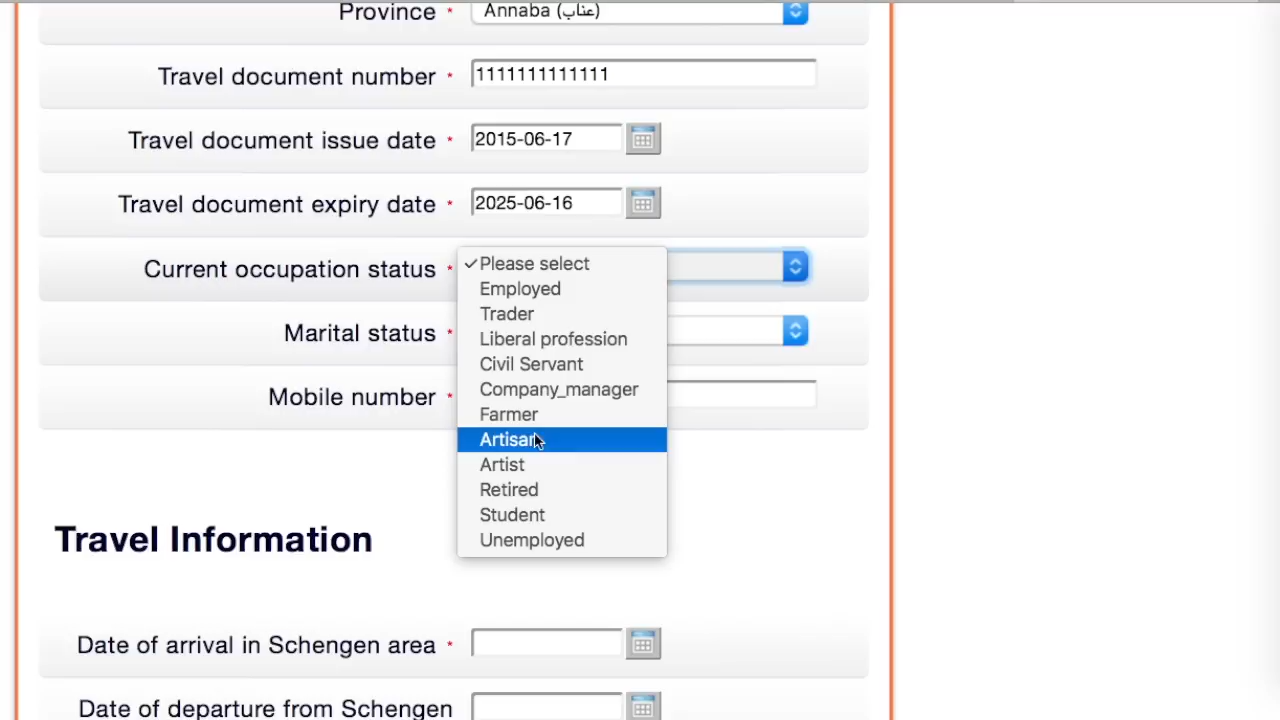 Province * Annaba (عنابة)
Travel document number * 1111111111111
Travel document issue date * 2015-06-17
Travel document expiry date * 2025-06-16
Current occupation status *
✓ Please select
Employed
Trader
Liberal profession
Civil Servant
Company_manager
Farmer
Artisan
Artist
Retired
Student
Unemployed
Marital status *
Mobile number *
Travel Information
Date of arrival in Schengen area *
Date of departure from Schengen